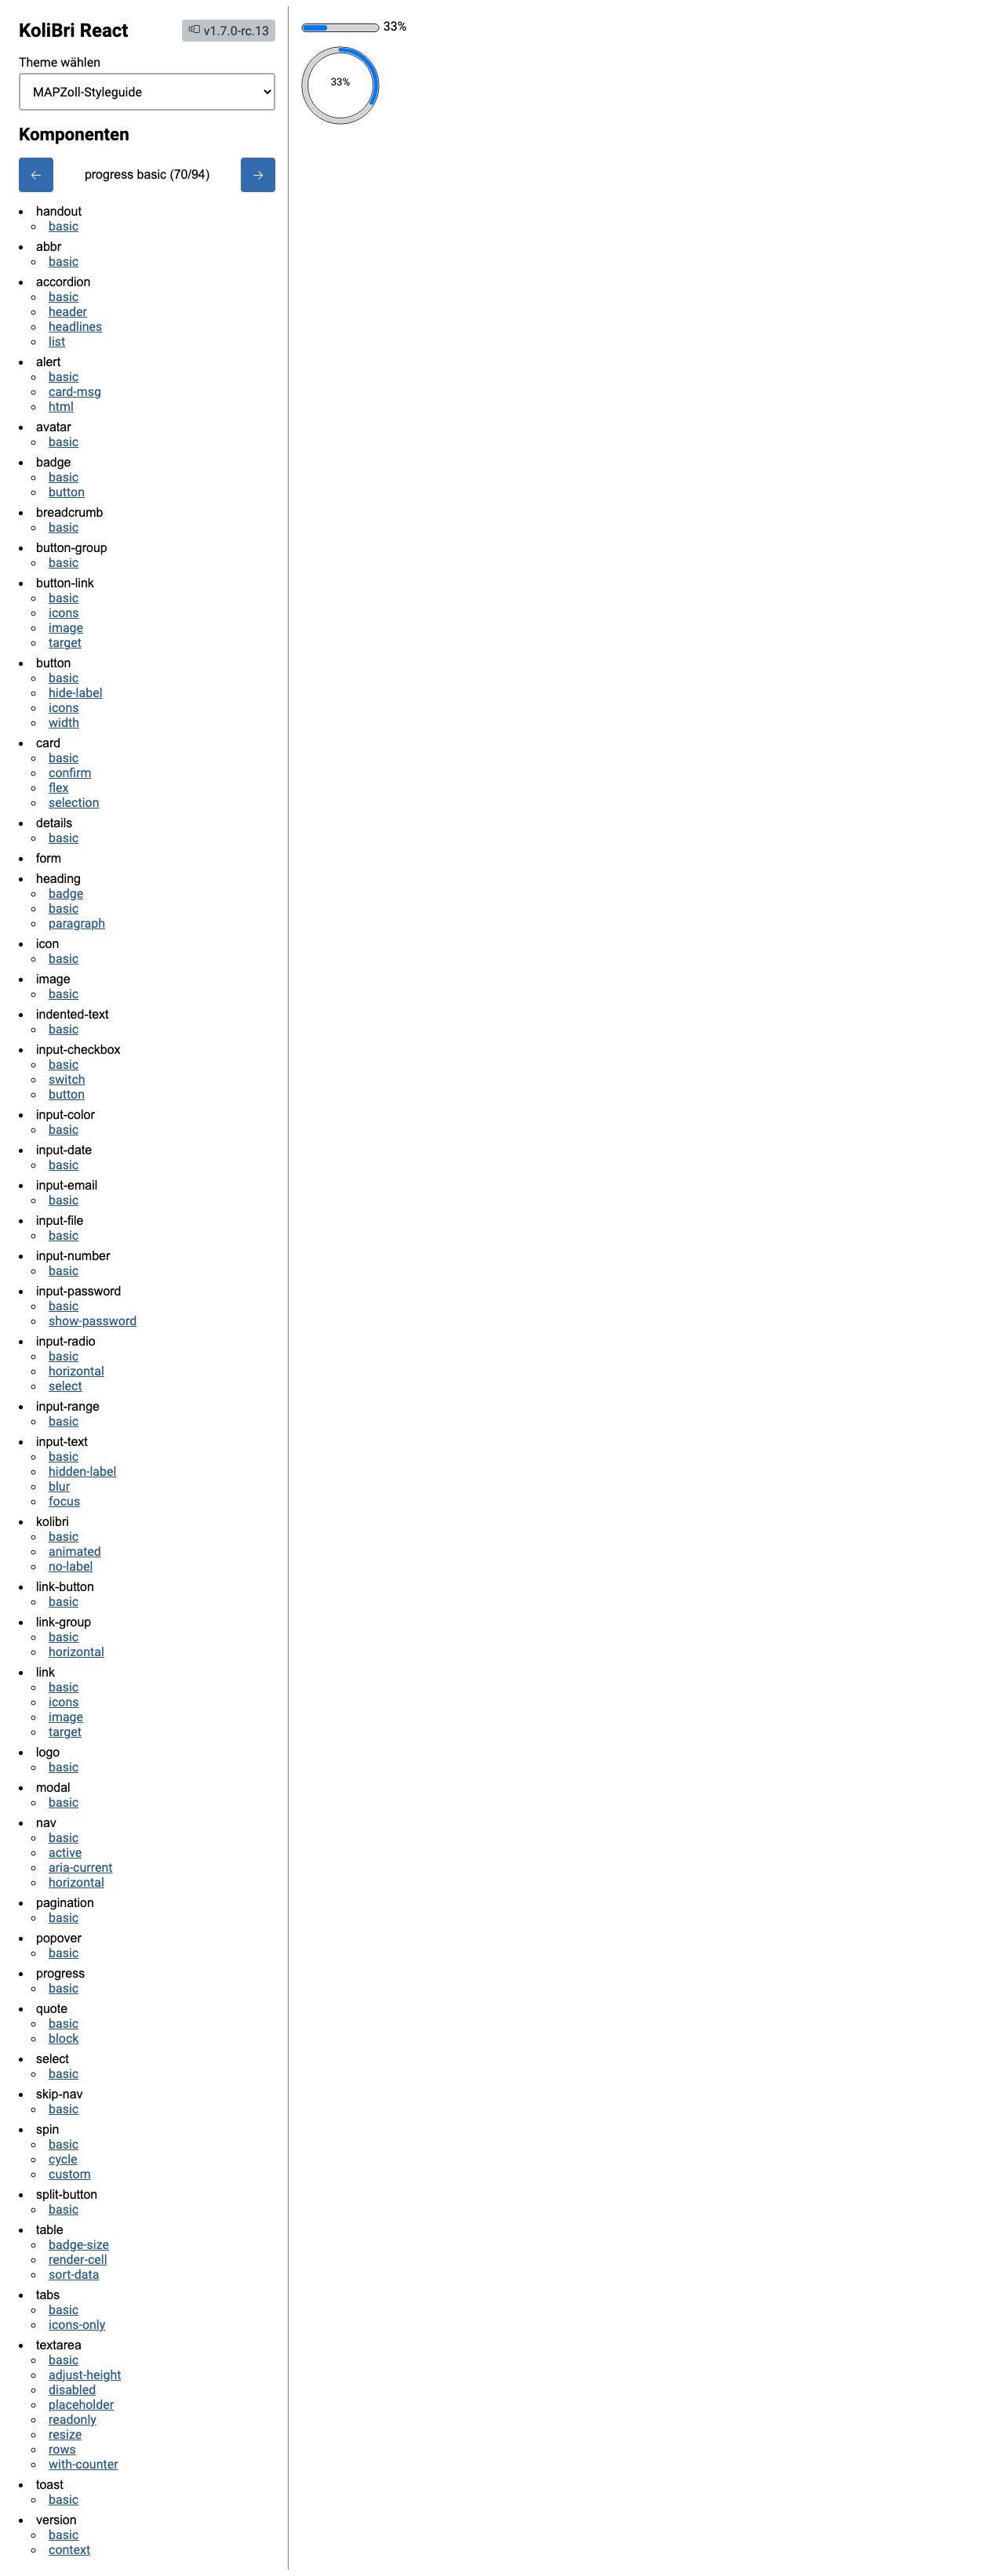 KoliBri React
v1.7.0-rc.13
Theme wählen
MAPZoll-Styleguide
Komponenten
← progress basic (70/94) →
handout
basic
abbr
basic
accordion
basic
header
headlines
list
alert
basic
card-msg
html
avatar
basic
badge
basic
button
breadcrumb
basic
button-group
basic
button-link
basic
icons
image
target
button
basic
hide-label
icons
width
card
basic
confirm
flex
selection
details
basic
form
heading
badge
basic
paragraph
icon
basic
image
basic
indented-text
basic
input-checkbox
basic
switch
button
input-color
basic
input-date
basic
input-email
basic
input-file
basic
input-number
basic
input-password
basic
show-password
input-radio
basic
horizontal
select
input-range
basic
input-text
basic
hidden-label
blur
focus
kolibri
basic
animated
no-label
link-button
basic
link-group
basic
horizontal
link
basic
icons
image
target
logo
basic
modal
basic
nav
basic
active
aria-current
horizontal
pagination
basic
popover
basic
progress
basic
quote
basic
block
select
basic
skip-nav
basic
spin
basic
cycle
custom
split-button
basic
table
badge-size
render-cell
sort-data
tabs
basic
icons-only
textarea
basic
adjust-height
disabled
placeholder
readonly
resize
rows
with-counter
toast
basic
version
basic
context
33%
33%